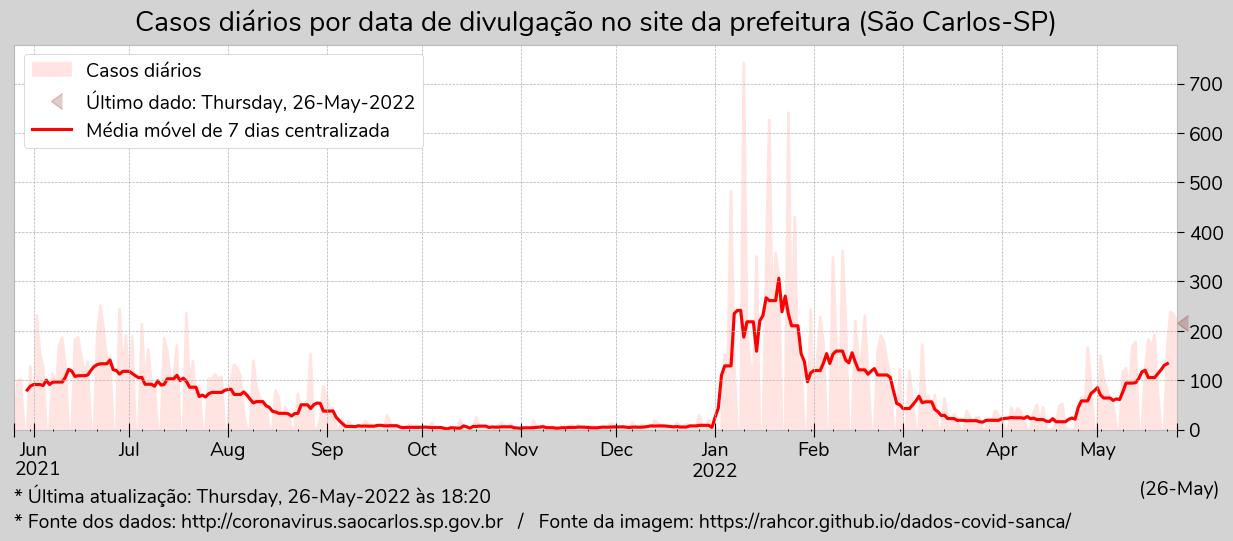 Casos diários por data de divulgação no site da prefeitura (São Carlos-SP)
Casos diários
Último dado: Thursday, 26-May-2022
Média móvel de 7 dias centralizada
700
600
500
400
300
200
100
0
Jun Jul Aug Sep Oct Nov Dec Jan Feb Mar Apr May
2021 2022
(26-May)
* Última atualização: Thursday, 26-May-2022 às 18:20
* Fonte dos dados: http://coronavirus.saocarlos.sp.gov.br / Fonte da imagem: https://rahcor.github.io/dados-covid-sanca/